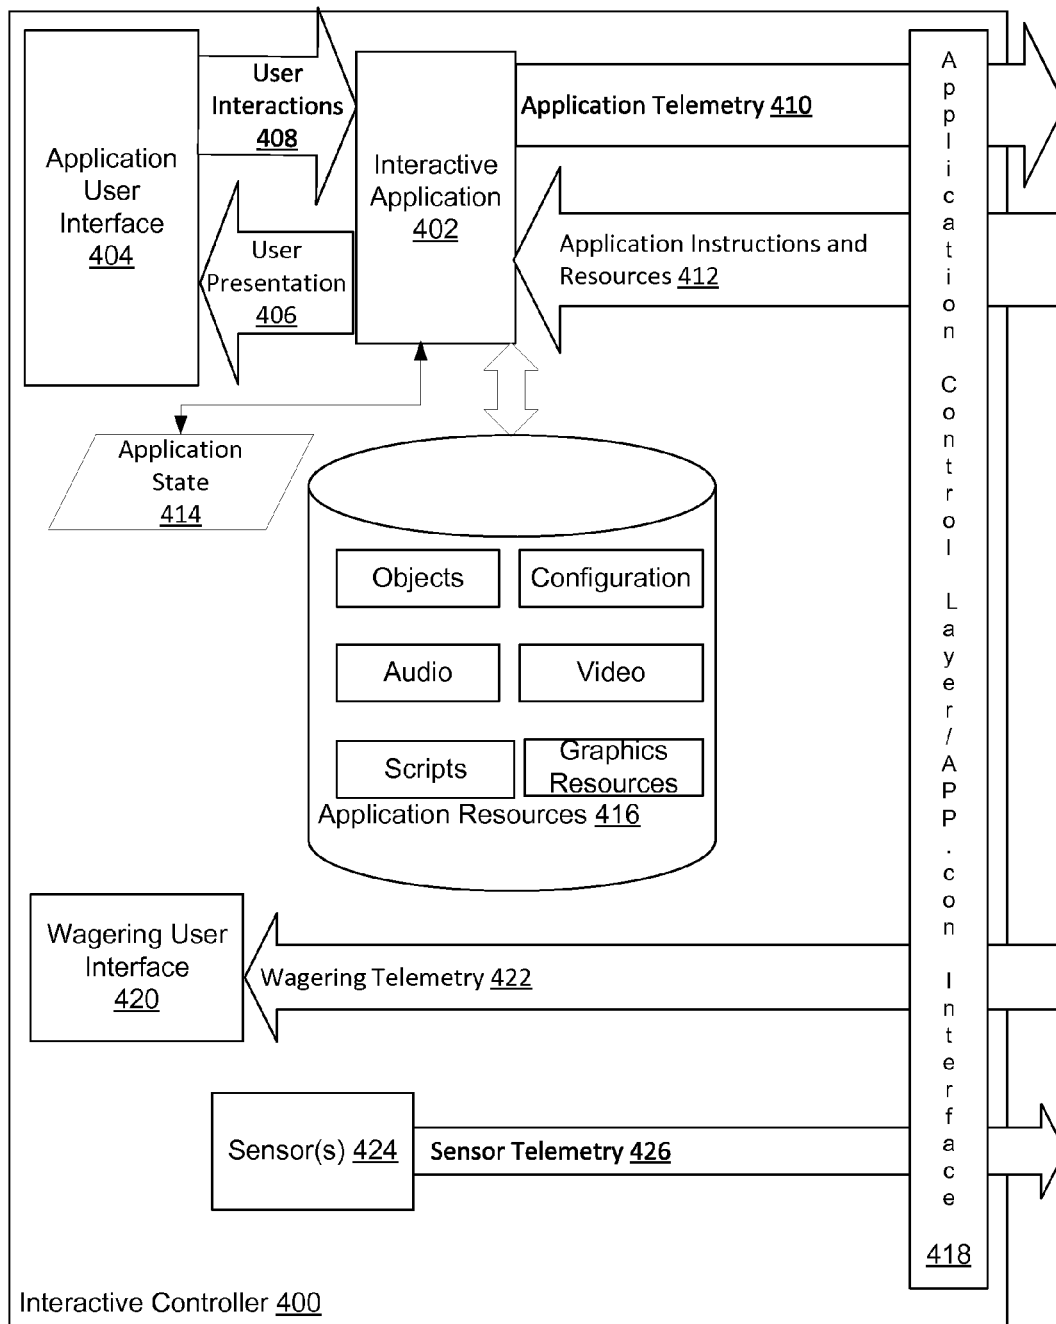 Application
User
Interface
404
User
Interactions
408
User
Presentation
406
Interactive
Application
402
Application Telemetry 410
Application Instructions and
Resources 412
Application
State
414
Objects
Configuration
Audio
Video
Scripts
Graphics
Resources
Application Resources 416
Wagering User
Interface
420
Wagering Telemetry 422
Sensor(s) 424
Sensor Telemetry 426
Application Control Layer/APP.con Interface
418
Interactive Controller 400